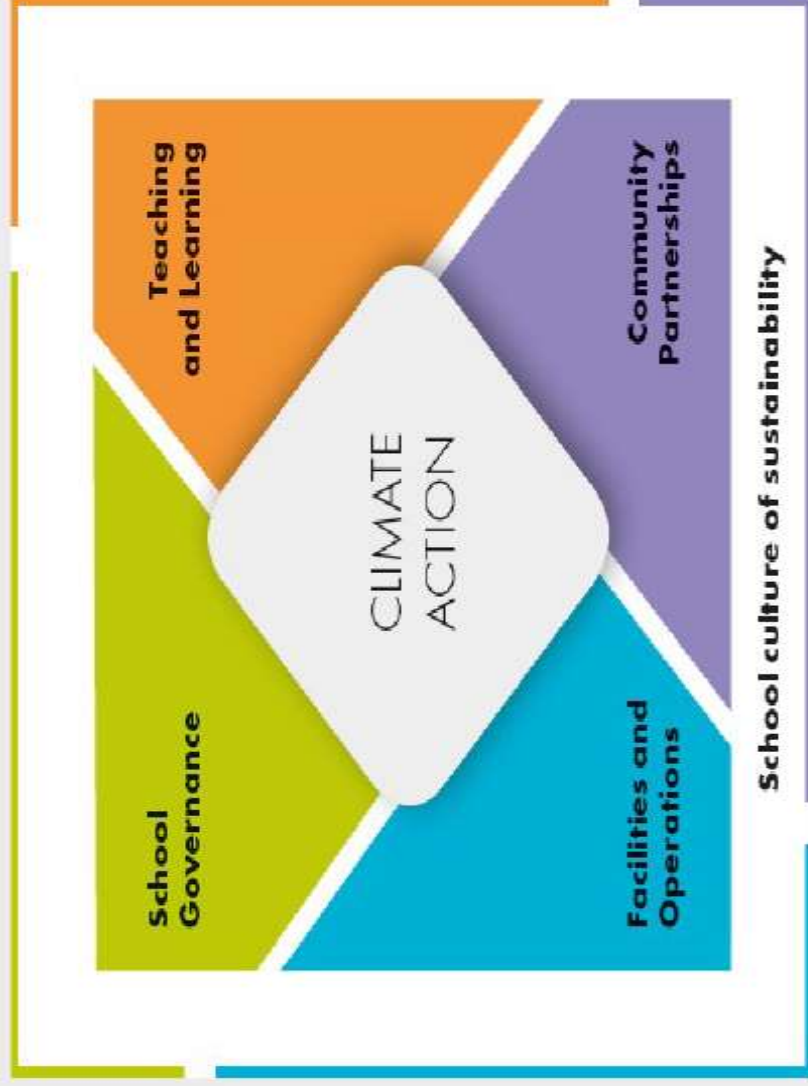 School
Governance
Teaching
and Learning
CLIMATE
ACTION
Facilities and
Operations
Community
Partnerships
School culture of sustainability